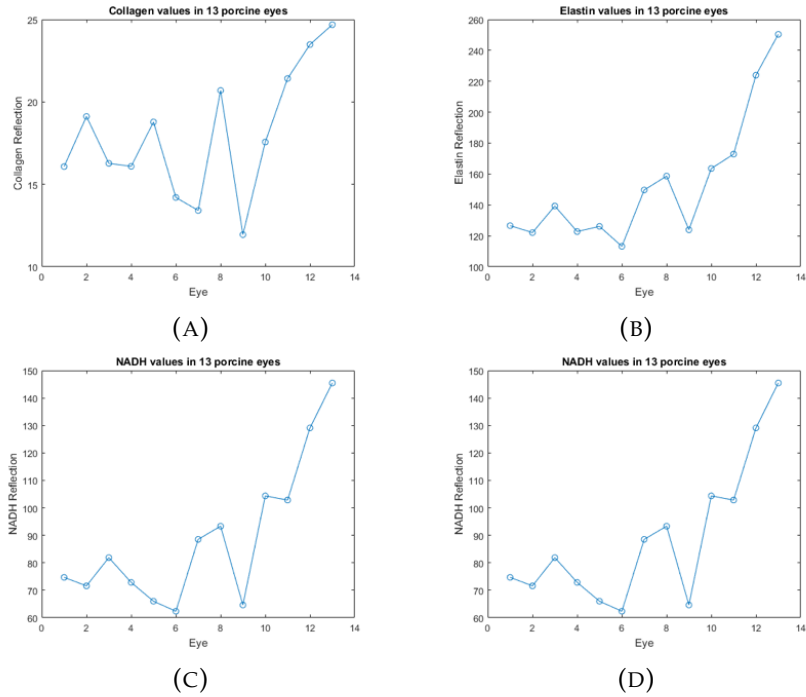 Collagen values in 13 porcine eyes
25
20
15
10
Collagen Reflection
0 2 4 6 8 10 12 14
Eye
(A)
Elastin values in 13 porcine eyes
260
240
220
200
180
160
140
120
100
Elastin Reflection
0 2 4 6 8 10 12 14
Eye
(B)
NADH values in 13 porcine eyes
150
140
130
120
110
100
90
80
70
60
NADH Reflection
0 2 4 6 8 10 12 14
Eye
(C)
NADH values in 13 porcine eyes
150
140
130
120
110
100
90
80
70
60
NADH Reflection
0 2 4 6 8 10 12 14
Eye
(D)